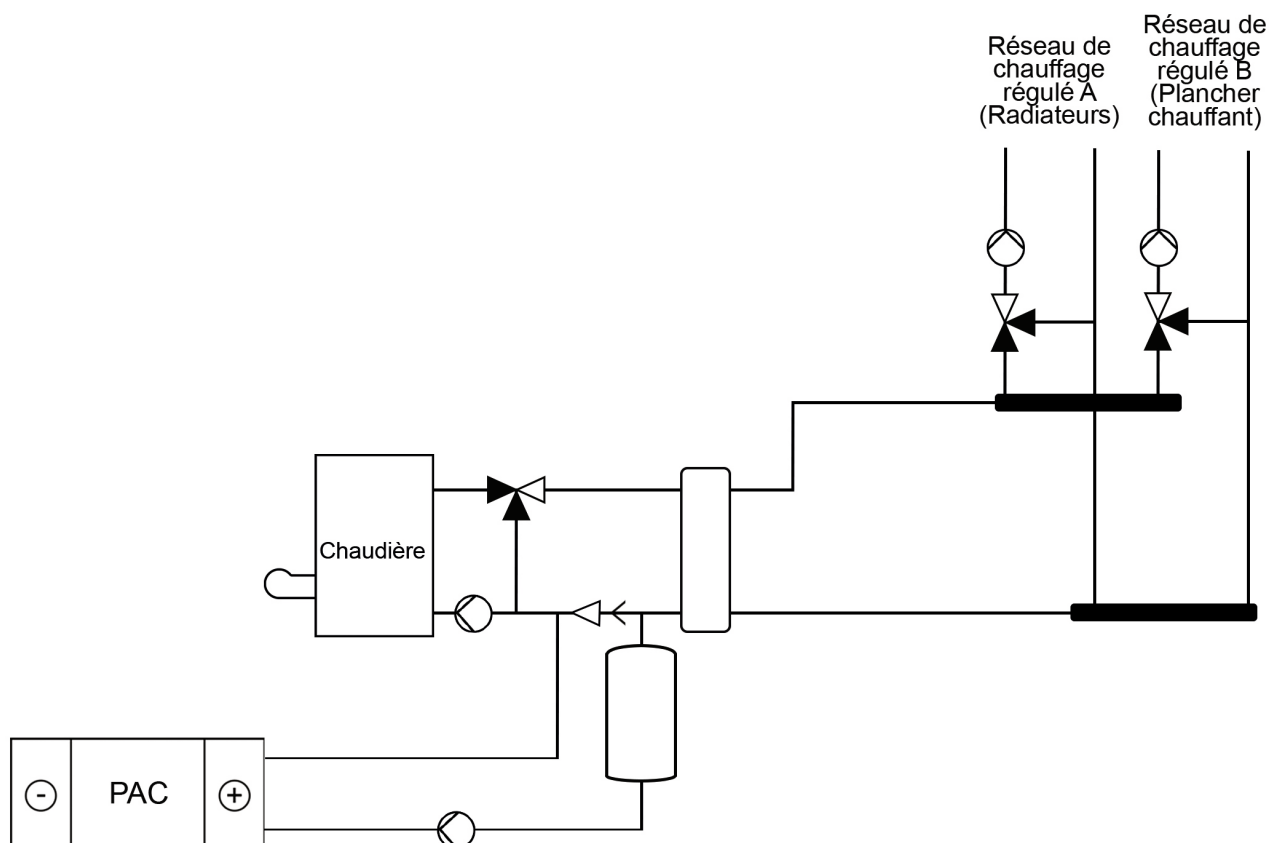 Réseau de
chauffage
régulé A
(Radiateurs)
Réseau de
chauffage
régulé B
(Plancher
chauffant)
Chaudière
-
PAC
+